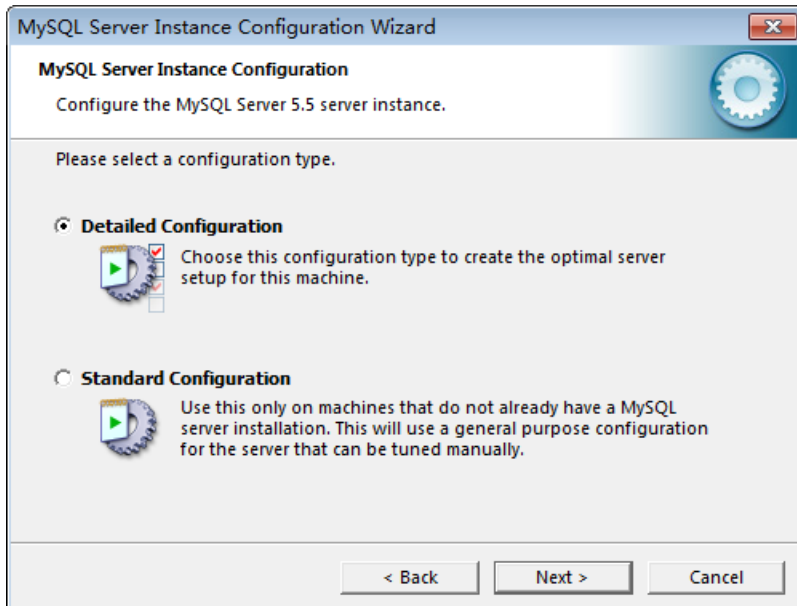 MySQL Server Instance Configuration Wizard
MySQL Server Instance Configuration
Configure the MySQL Server 5.5 server instance.
Please select a configuration type.
Detailed Configuration
Choose this configuration type to create the optimal server
setup for this machine.
Standard Configuration
Use this only on machines that do not already have a MySQL
server installation. This will use a general purpose configuration
for the server that can be tuned manually.
< Back Next > Cancel